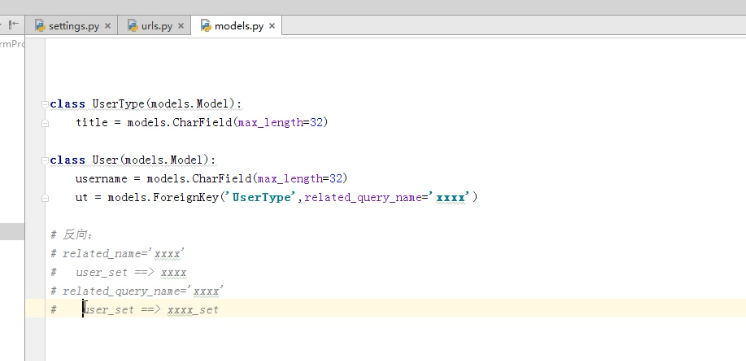 settings.py × urls.py × models.py ×
rmPro
class UserType(models.Model):
title = models.CharField(max_length=32)
class User(models.Model):
username = models.CharField(max_length=32)
ut = models.ForeignKey('UserType',related_query_name='xxxx')
# 反向:
# related_name='xxxx'
# user_set ==> xxxx
# related_query_name='xxxx'
# user_set ==> xxxx_set